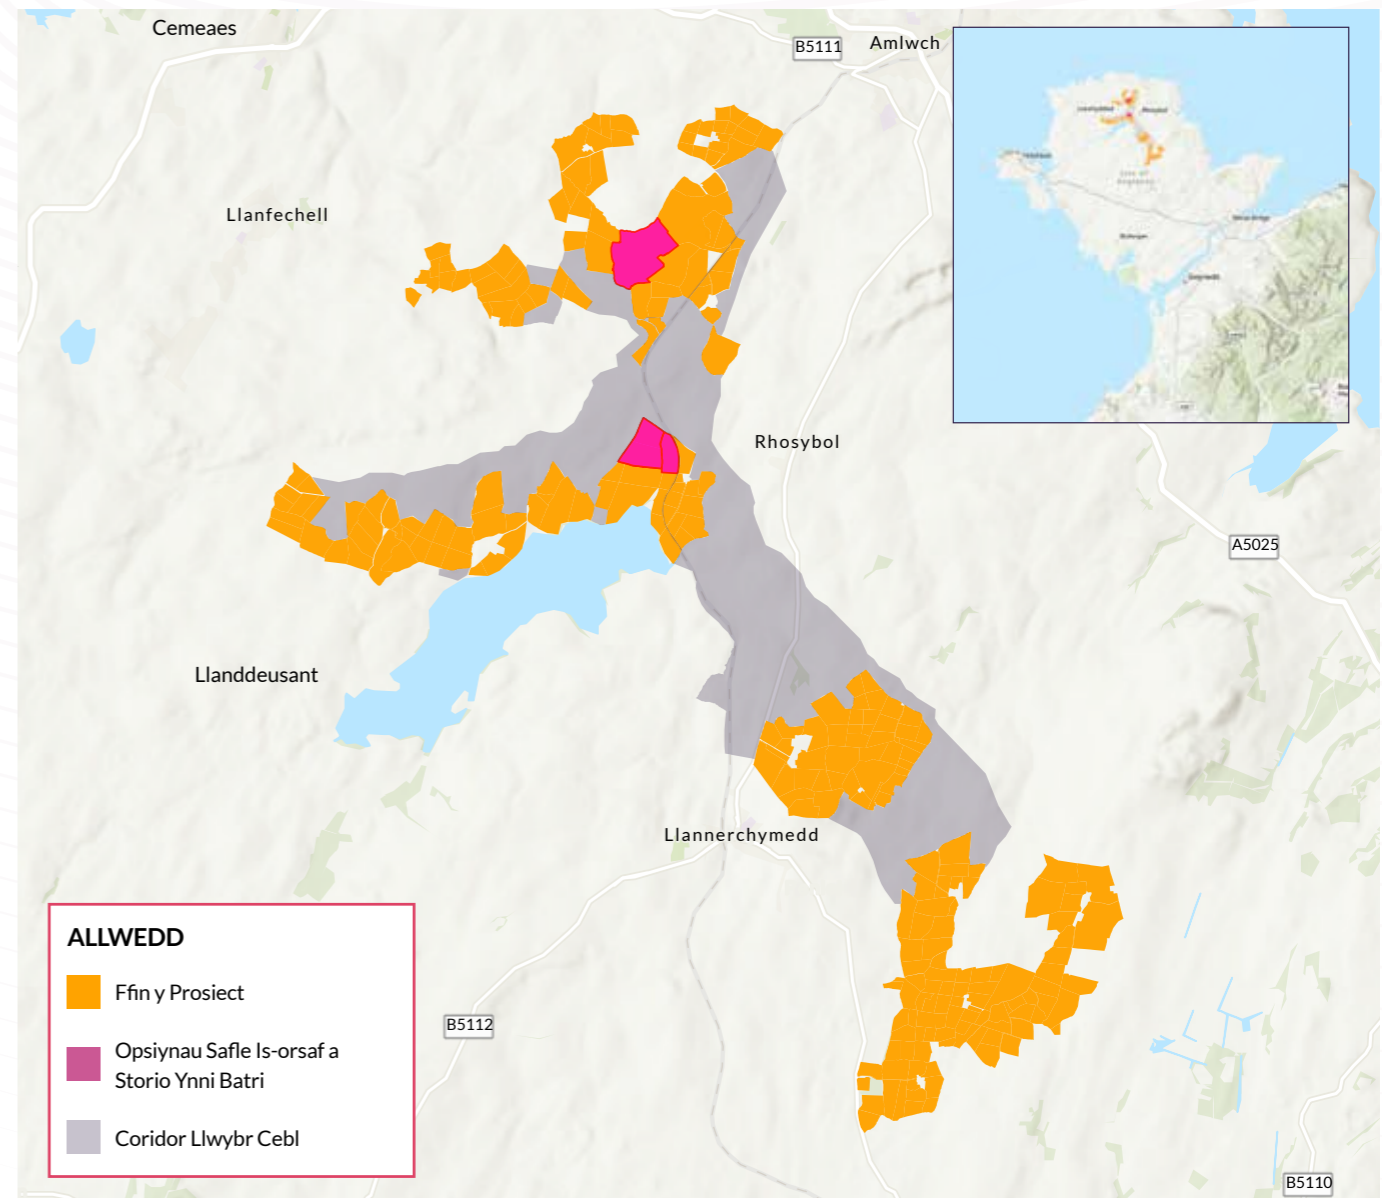 Cemeaes
B5111
Amlwch
Llanfechell
Rhosybol
A5025
Llanddeusant
Llannerchymedd
B5112
B5110
ALLWEDD
Ffin y Prosiect
Opsiynau Safle Is-orsaf a
Storio Ynni Batri
Coridor Llwybr Cebl